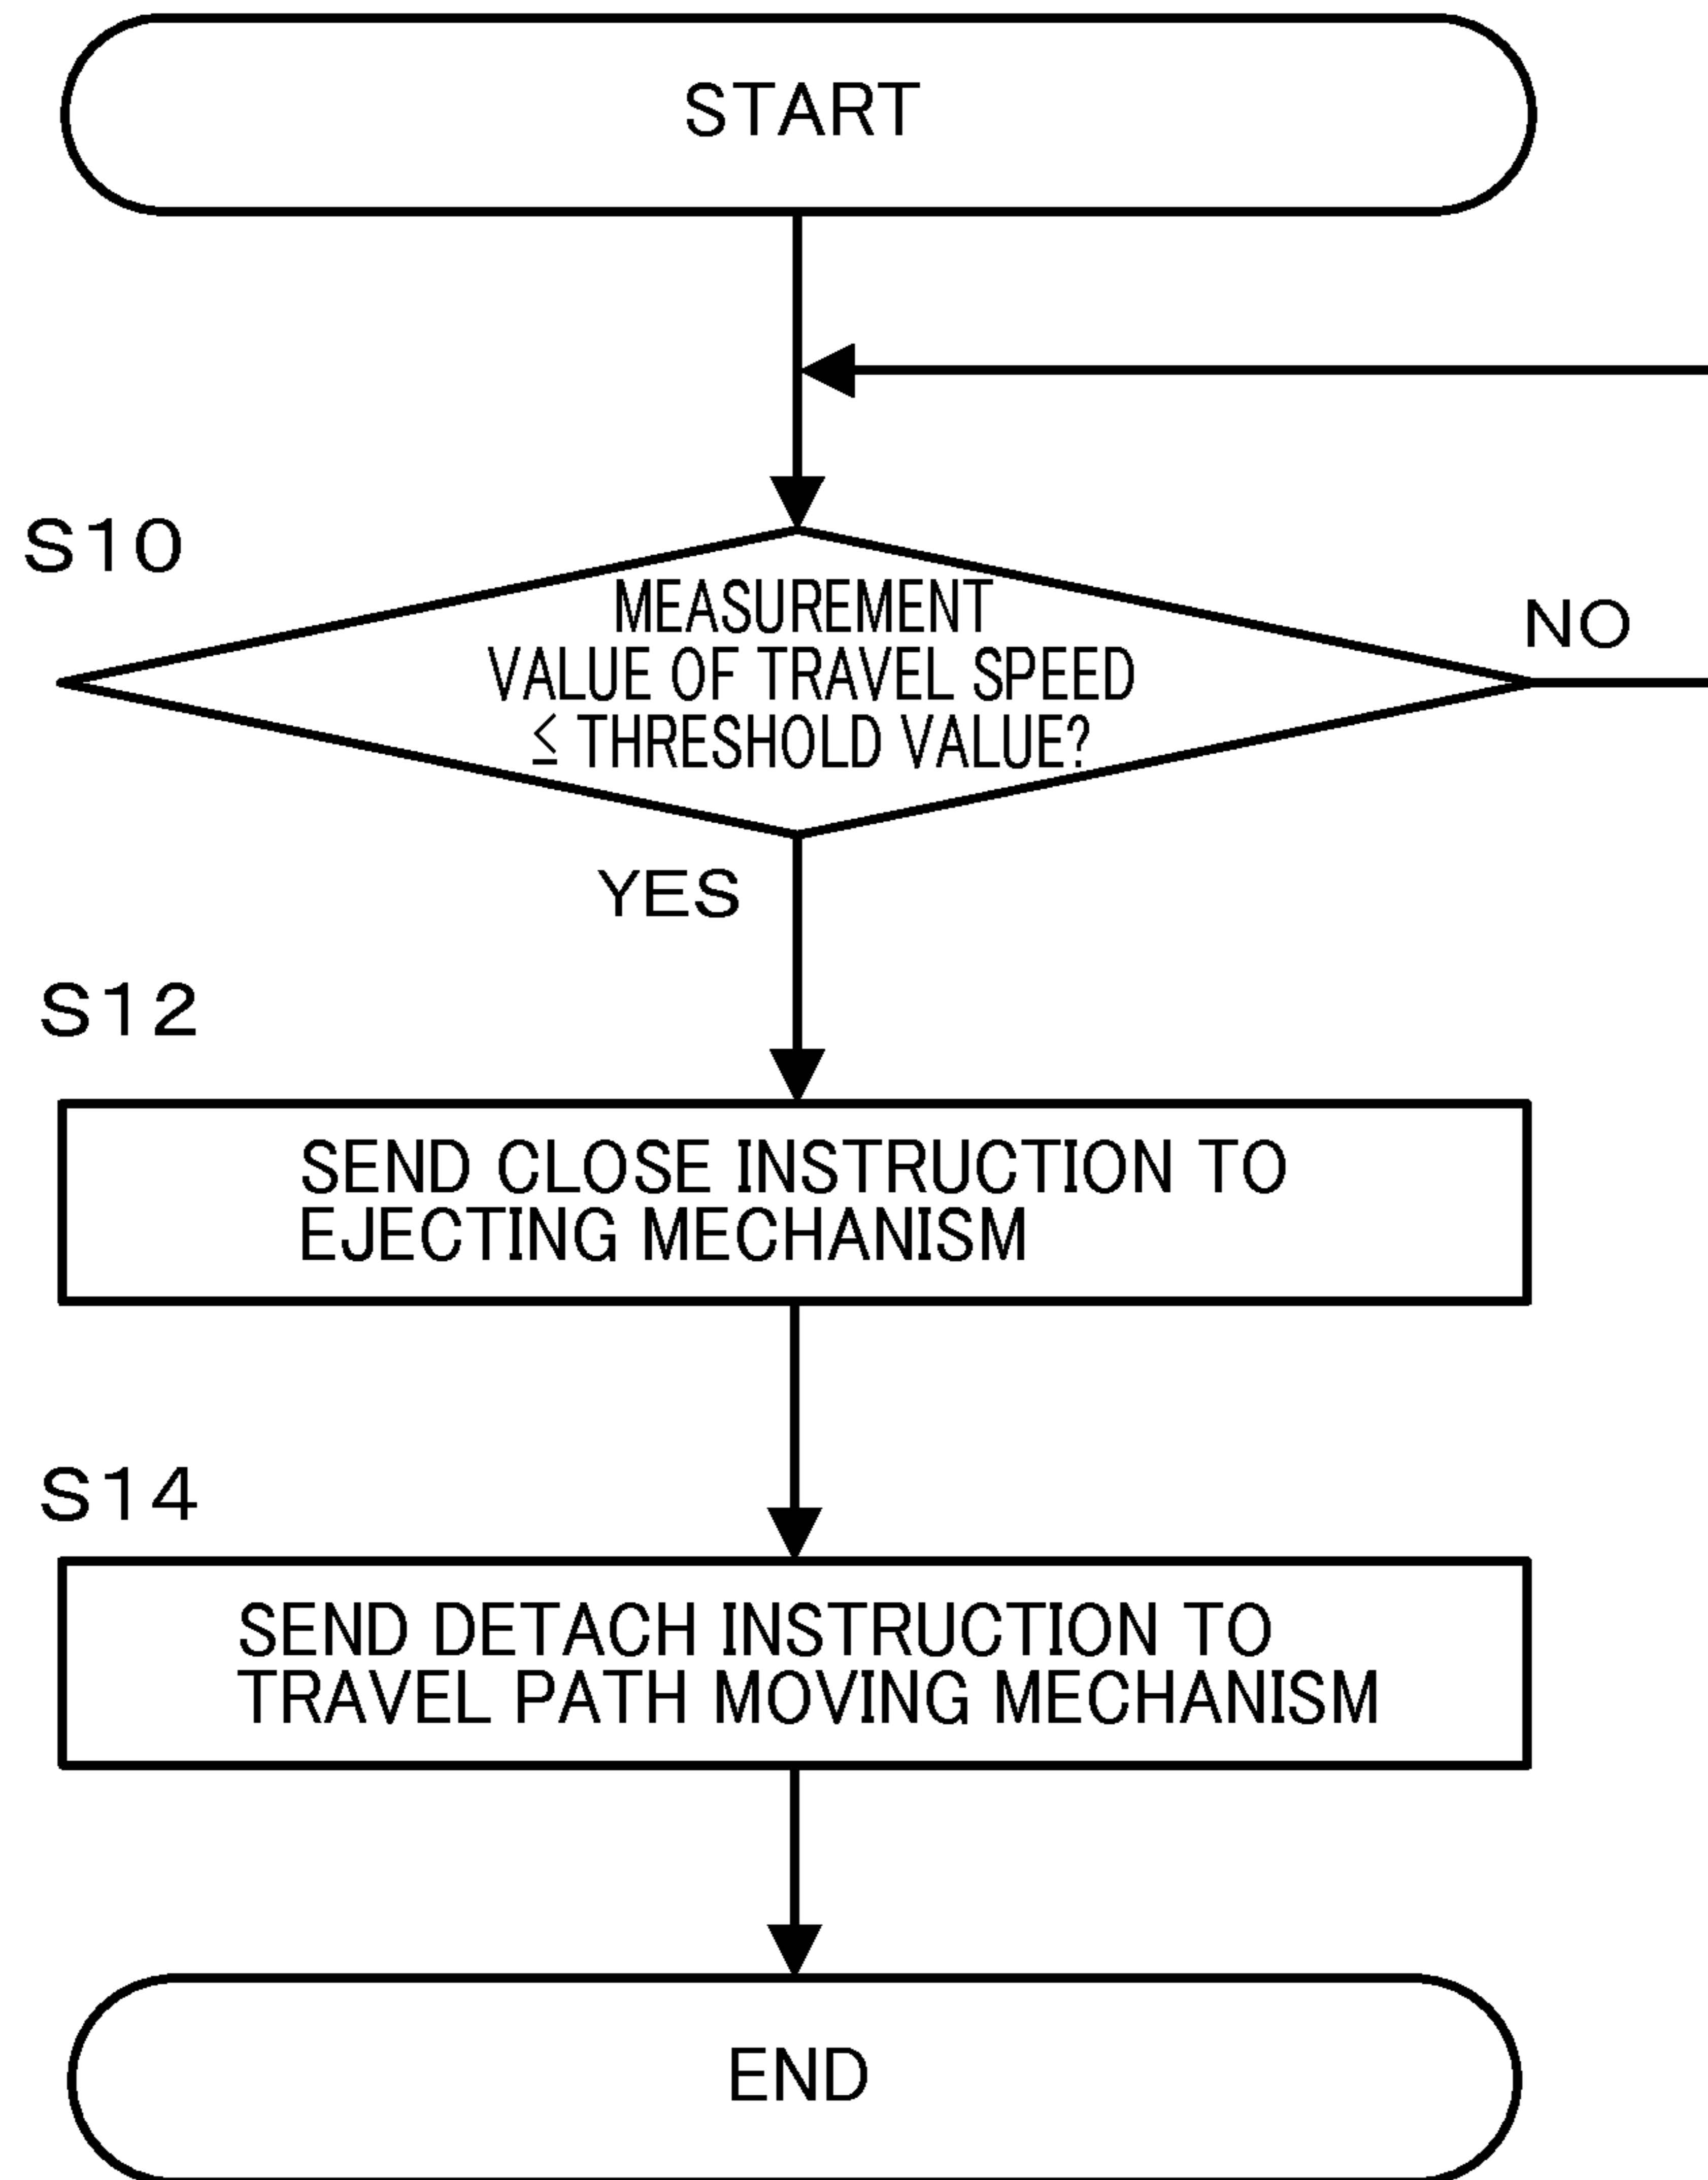 START
S10
MEASUREMENT
VALUE OF TRAVEL SPEED
≦ THRESHOLD VALUE?
NO
YES
S12
SEND CLOSE INSTRUCTION TO
EJECTING MECHANISM
S14
SEND DETACH INSTRUCTION TO
TRAVEL PATH MOVING MECHANISM
END